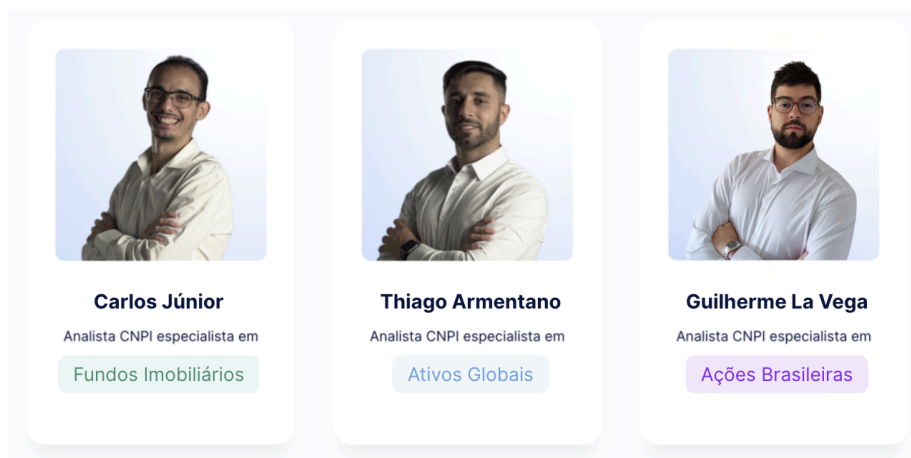 Carlos Júnior
Analista CNPI especialista em
Fundos Imobiliários
Thiago Armentano
Analista CNPI especialista em
Ativos Globais
Guilherme La Vega
Analista CNPI especialista em
Ações Brasileiras